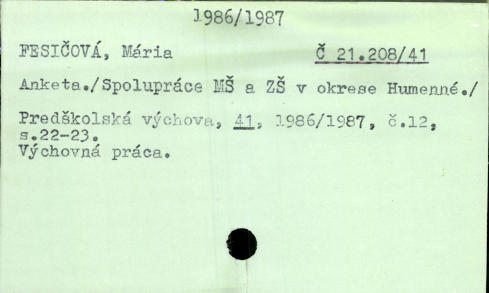 1986/1987
FESIČOVÁ, Mária Č 21.208/41
Anketa./Spolupráce MŠ a ZŠ v okrese Humenné./
Predškolská výchova, 41, 1986/1987, č.12,
s.22-23.
Výchovná práca.